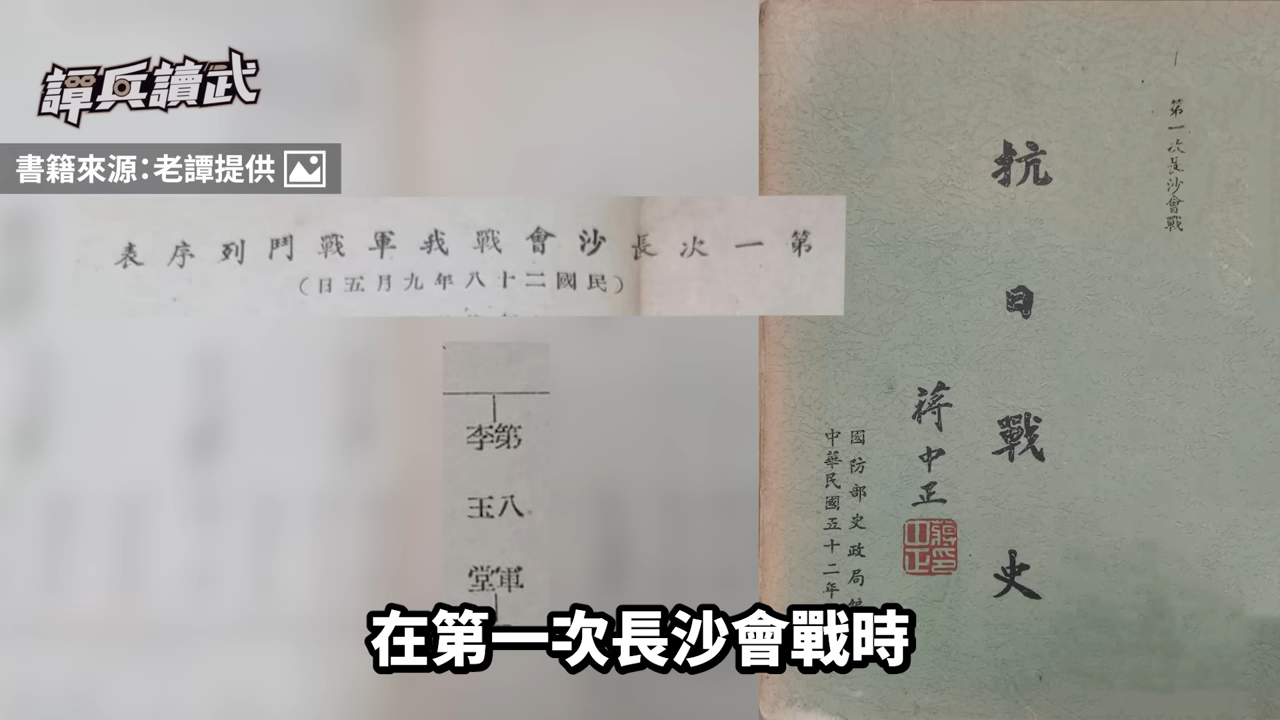 譚兵讀武
書籍來源：老譚提供
第一次長沙會戰我軍戰鬥列序表
（民國二十八年九月五日）
第八軍
李玉堂
第一次長沙會戰
抗日戰史
蔣中正
蔣中正印
國防部史政局
中華民國五十二年
在第一次長沙會戰時